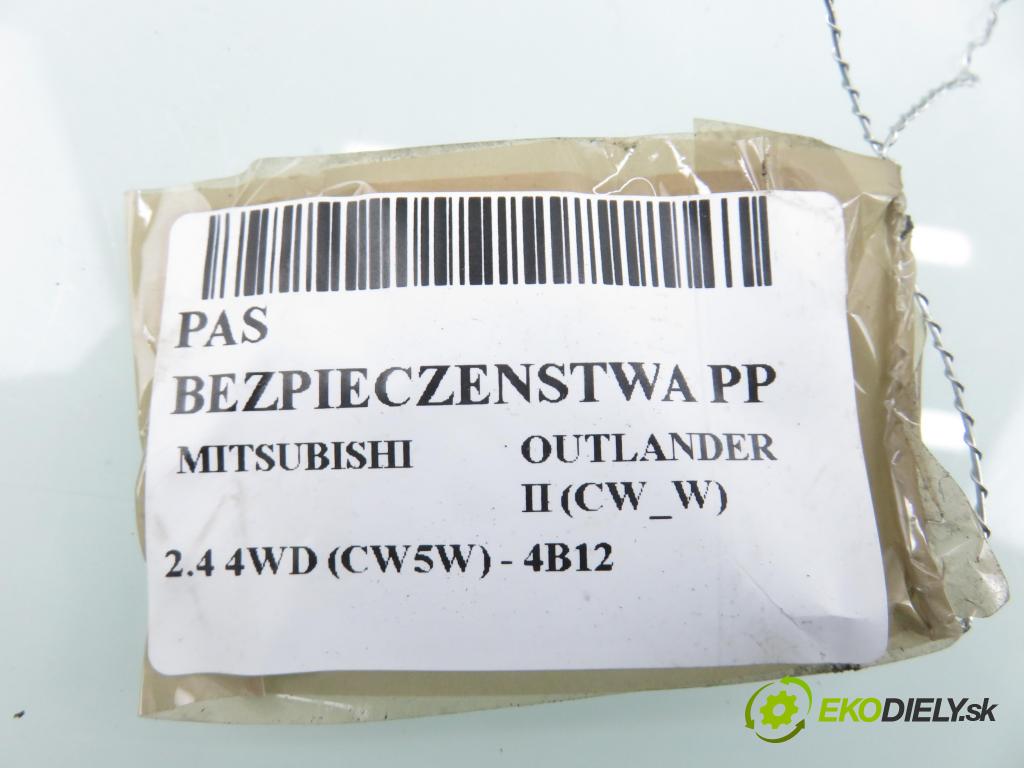 PAS
BEZPIECZENSTWA PP
MITSUBISHI OUTLANDER
II (CW_W)
2.4 4WD (CW5W) - 4B12
EKODIELY.sk